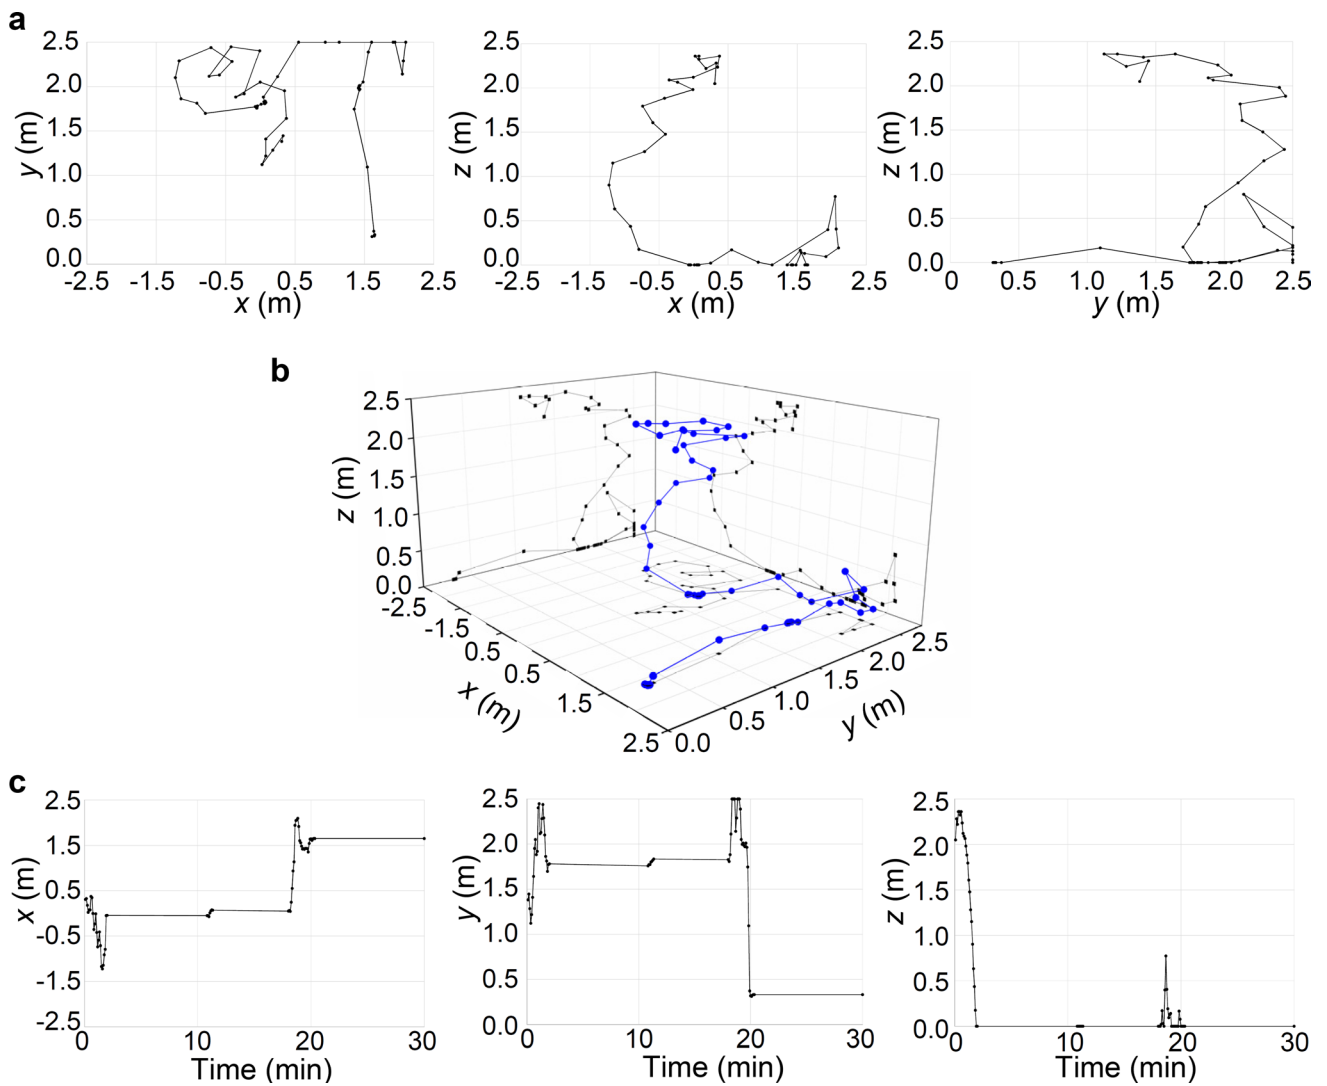 a
2.5 2.5 2.5
2.0 2.0 2.0
1.5 1.5 1.5
y (m) z (m) z (m)
1.0 1.0 1.0
0.5 0.5 0.5
0.0 0.0 0.0
-2.5 -1.5 -0.5 0.5 1.5 2.5 -2.5 -1.5 -0.5 0.5 1.5 2.5 0 0.5 1.0 1.5 2.0 2.5
x (m) x (m) y (m)
b
2.5
2.0
1.5
z (m)
1.0
0.5
0.0
-2.5
-1.5
0.5
0.5
1.5
2.5
x (m)
0.0
0.5
1.0
1.5
2.0
2.5
y (m)
c
2.5 2.5 2.5
1.5 2.0 2.0
0.5 1.5 1.5
x (m) y (m) z (m)
-0.5 1.0 1.0
-1.5 0.5 0.5
-2.5 0.0 0.0
0 10 20 30 0 10 20 30 0 10 20 30
Time (min) Time (min) Time (min)